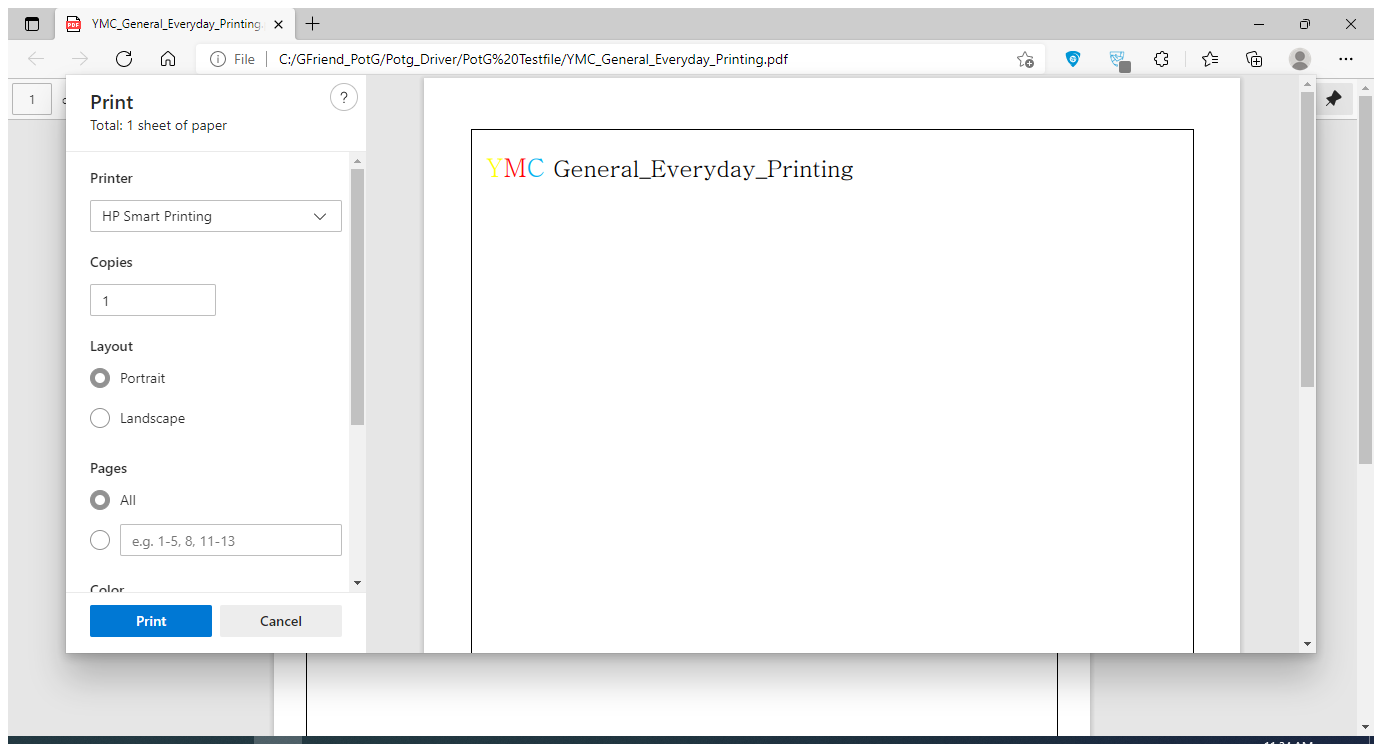 YMC_General_Everyday_Printing.
File
C:/GFriend_PotG/Potg_Driver/PotG%20Testfile/YMC_General_Everyday_Printing.pdf
1
Print
?
Total: 1 sheet of paper
Printer
HP Smart Printing
Copies
1
Layout
Portrait
Landscape
Pages
All
e.g. 1-5, 8, 11-13
Color
Print
Cancel
YMC General_Everyday_Printing